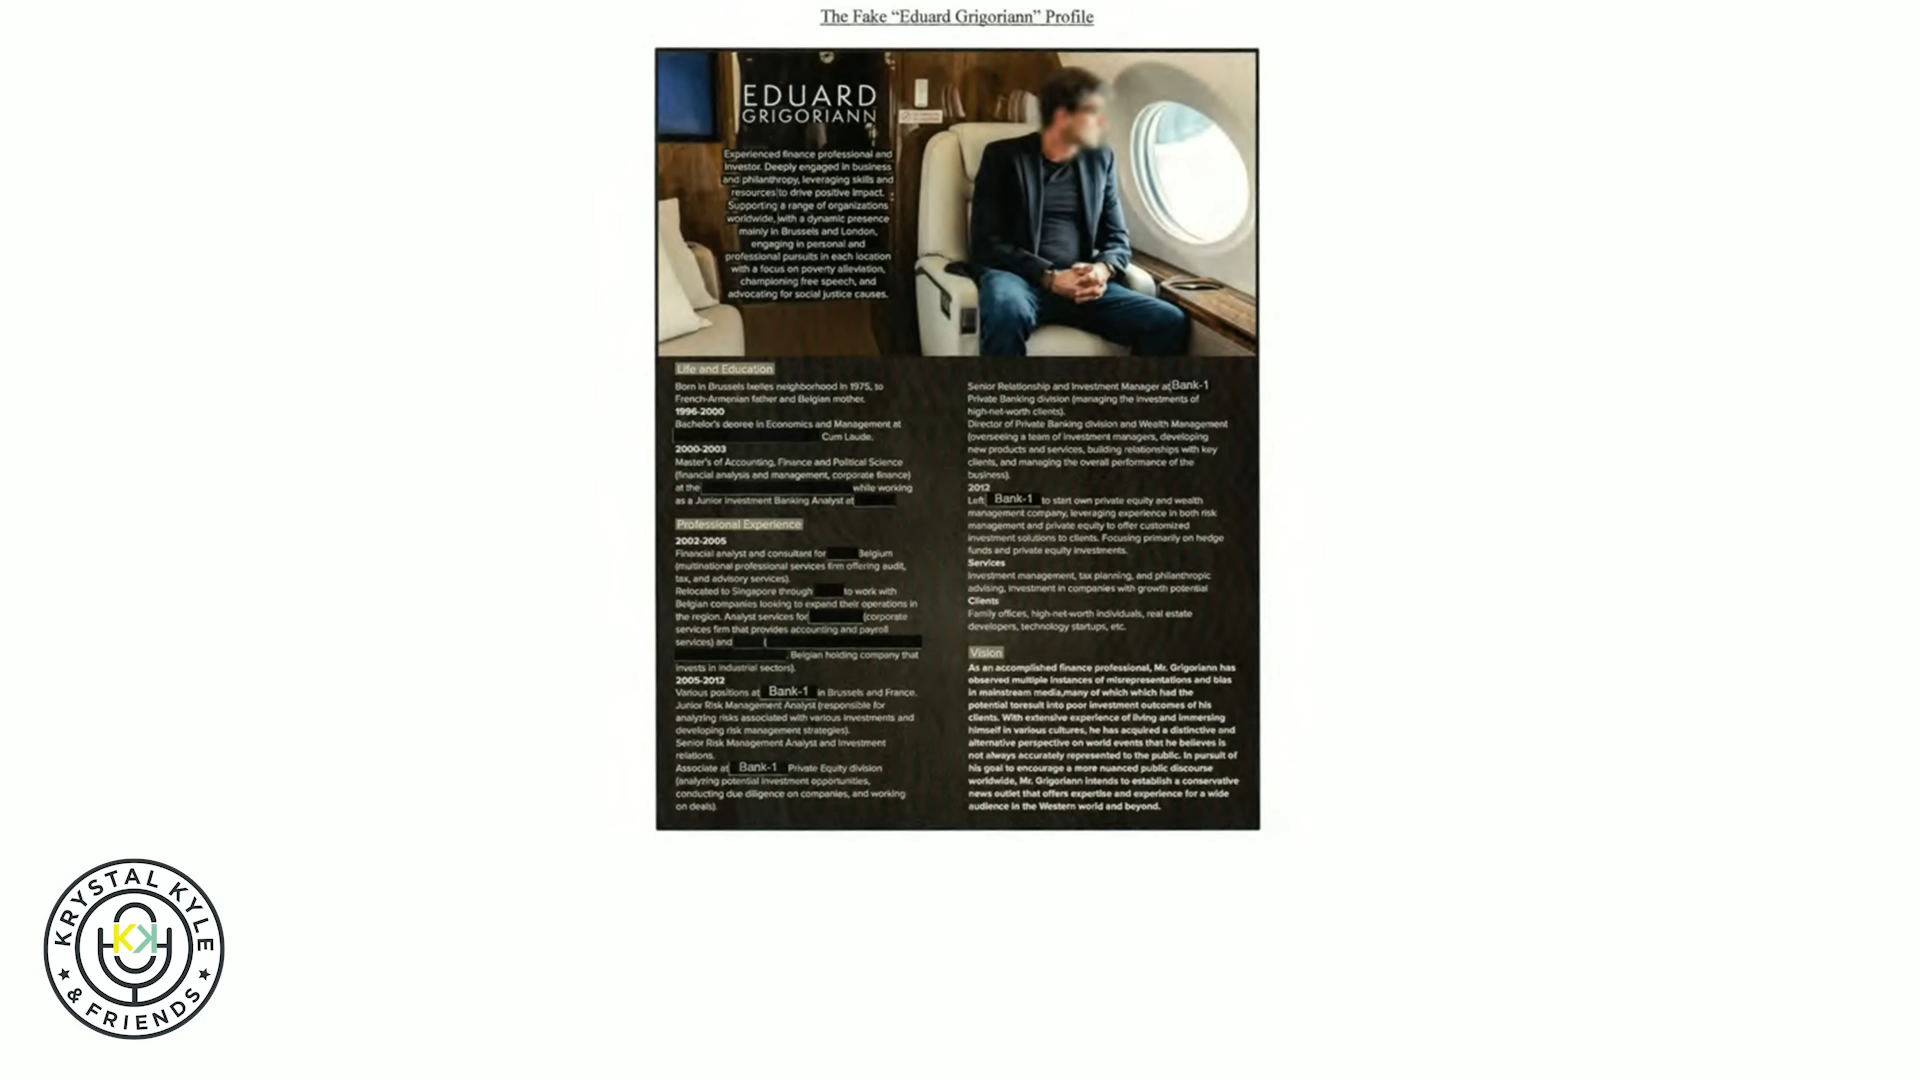 The Fake “Eduard Grigoriann” Profile
EDUARD
GRIGORIANN
Experienced finance professional and
investor. Deeply engaged in business
and philanthropy, leveraging skills and
resources to drive positive impact.
Supporting a range of organizations
worldwide, with a dynamic presence
mainly in Brussels and London,
engaging in personal and
professional pursuits in each location
with a focus on poverty alleviation,
championing free speech, and
advocating for social justice causes.
Life and Education
Born in Brussels Ixelles neighborhood in 1975, to
French-Armenian father and Belgian mother.
1996-2000
Bachelor's degree in Economics and Management at
Cum Laude.
2000-2003
Master's of Accounting, Finance and Political Science
(financial analysis and management, corporate finance)
at the while working
as a Junior Investment Banking Analyst at
Professional Experience
2002-2005
Financial analyst and consultant for Belgium
(multinational professional services firm offering audit,
tax, and advisory services).
Relocated to Singapore through to work with
Belgian companies looking to expand their operations in
the region. Analyst services for (corporate
services firm that provides accounting and payroll
services) and (
, Belgian holding company that
invests in industrial sectors).
2005-2012
Various positions at Bank-1 in Brussels and France.
Junior Risk Management Analyst (responsible for
analyzing risks associated with various investments and
developing risk management strategies).
Senior Risk Management Analyst and Investment
relations.
Associate at Bank-1 Private Equity division
(analyzing potential investment opportunities,
conducting due diligence on companies, and working
on deals).
Senior Relationship and Investment Manager at Bank-1
Private Banking division (managing the investments of
high-net-worth clients).
Director of Private Banking division and Wealth Management
(overseeing a team of investment managers, developing
new products and services, building relationships with key
clients, and managing the overall performance of the
business).
2012
Left Bank-1 to start own private equity and wealth
management company, leveraging experience in both risk
management and private equity to offer customized
investment solutions to clients. Focusing primarily on hedge
funds and private equity investments.
Services
Investment management, tax planning, and philanthropic
advising, investment in companies with growth potential
Clients
Family offices, high-net-worth individuals, real estate
developers, technology startups, etc.
Vision
As an accomplished finance professional, Mr. Grigoriann has
observed multiple instances of misrepresentations and bias
in mainstream media,many of which which had the
potential toresult into poor investment outcomes of his
clients. With extensive experience of living and immersing
himself in various cultures, he has acquired a distinctive and
alternative perspective on world events that he believes is
not always accurately represented to the public. In pursuit of
his goal to encourage a more nuanced public discourse
worldwide, Mr. Grigoriann intends to establish a conservative
news outlet that offers expertise and experience for a wide
audience in the Western world and beyond.
KRYSTAL KYLE
KK
& FRIENDS